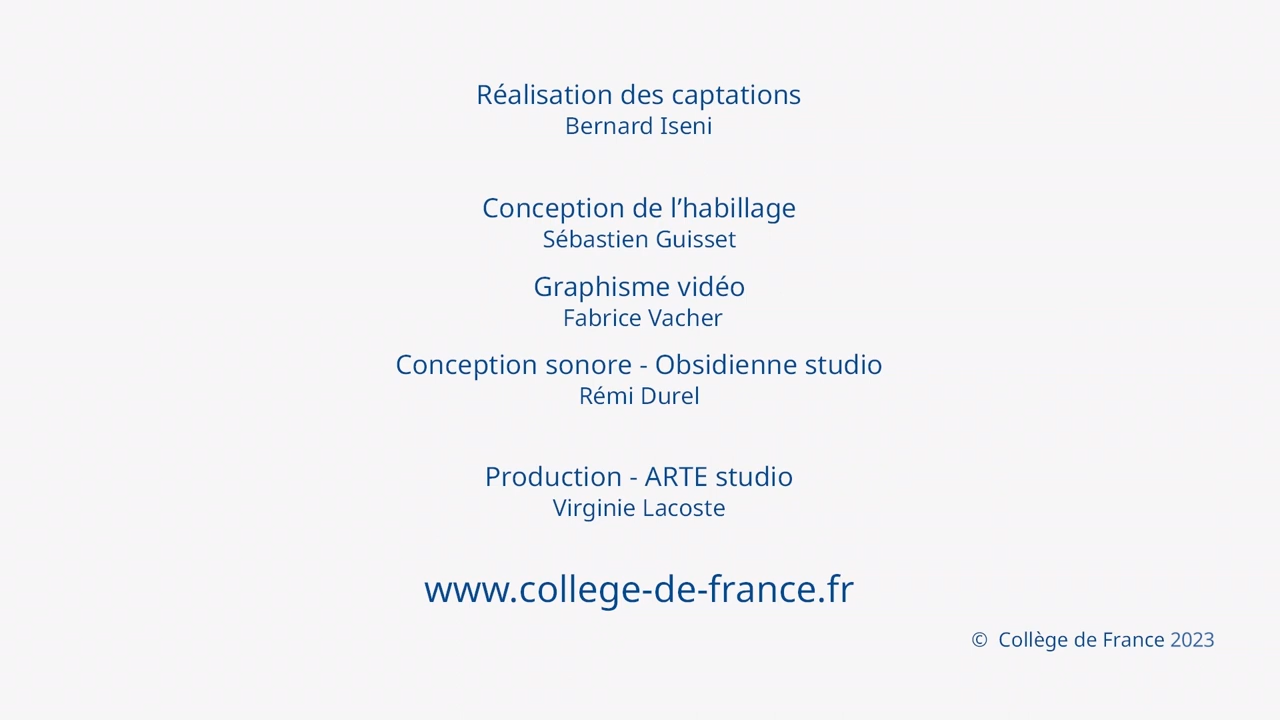 Réalisation des captations
Bernard Iseni
Conception de l’habillage
Sébastien Guisset
Graphisme vidéo
Fabrice Vacher
Conception sonore - Obsidienne studio
Rémi Durel
Production - ARTE studio
Virginie Lacoste
www.college-de-france.fr
© Collège de France 2023